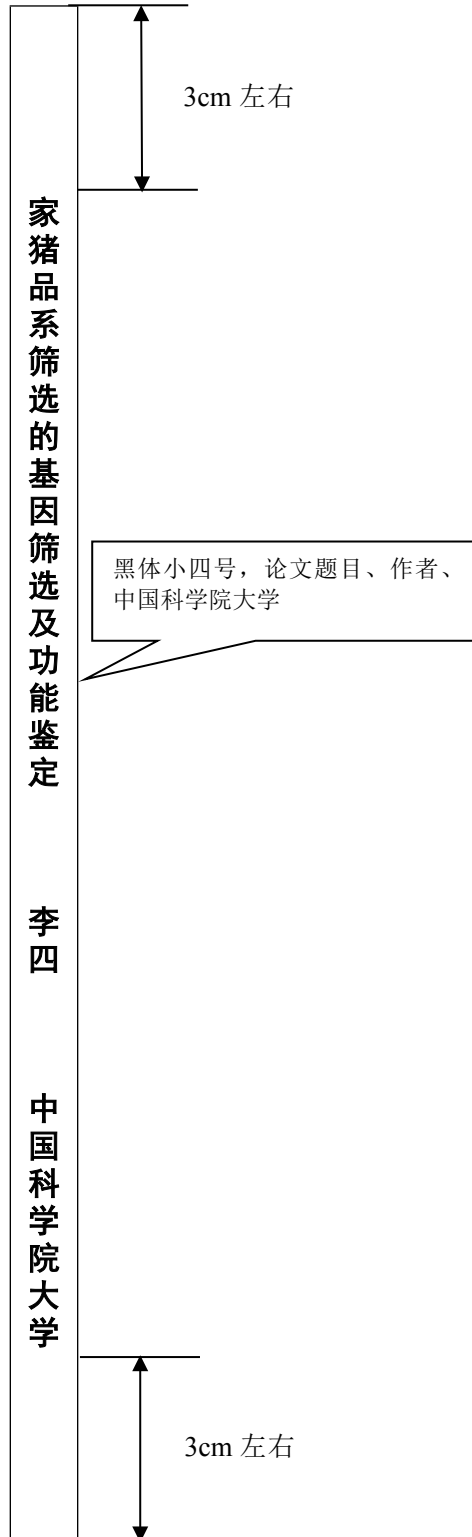 3cm 左右
家猪品系筛选的基因筛选及功能鉴定
黑体小四号，论文题目、作者、
中国科学院大学
李四
中国科学院大学
3cm 左右